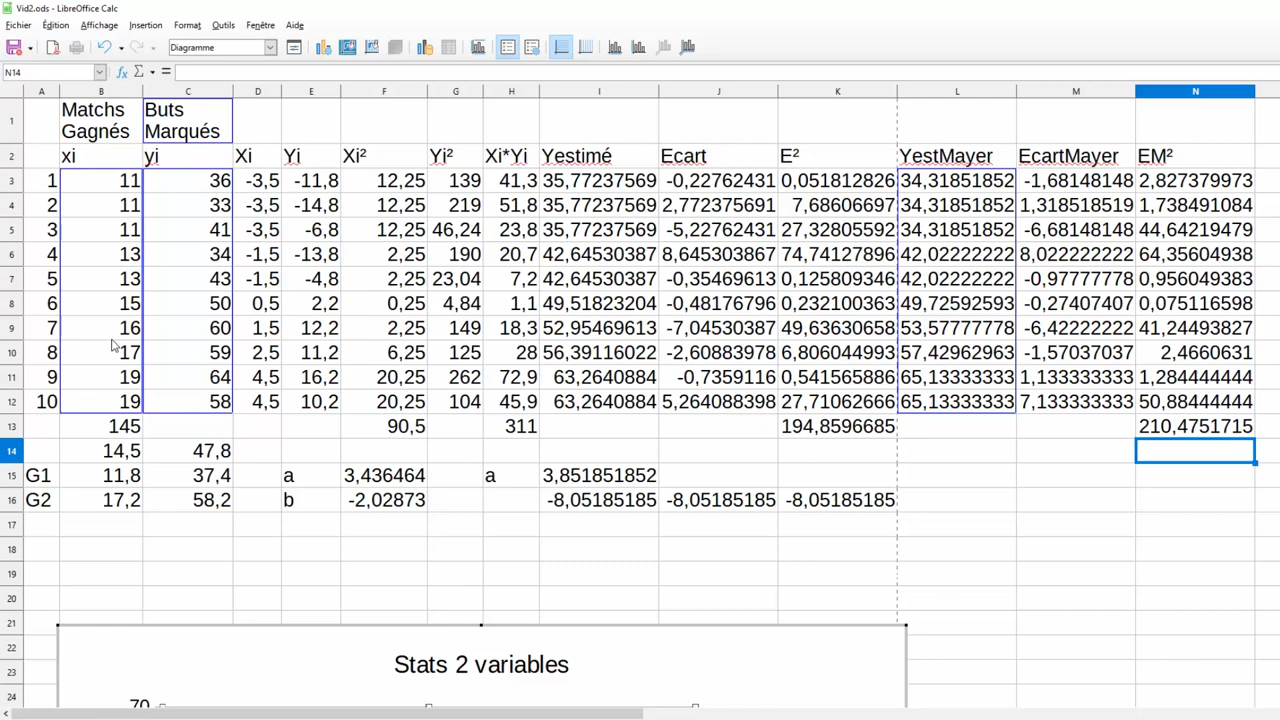 Vid2.ods - LibreOffice Calc
Fichier Édition Affichage Insertion Format Outils Fenêtre Aide
Diagramme
N14
A B C D E F G H I J K L M N
1 Matchs Gagnés Buts Marqués
2 xi yi Xi Yi Xi² Yi² Xi*Yi Yestimé Ecart E² YestMayer EcartMayer EM²
3 1 11 36 -3,5 -11,8 12,25 139 41,3 35,77237569 -0,22762431 0,051812826 34,31851852 -1,68148148 2,827379973
4 2 11 33 -3,5 -14,8 12,25 219 51,8 35,77237569 2,772375691 7,68606697 34,31851852 1,318518519 1,738491084
5 3 11 41 -3,5 -6,8 12,25 46,24 23,8 35,77237569 -5,22762431 27,32805592 34,31851852 -6,68148148 44,64219479
6 4 13 34 -1,5 -13,8 2,25 190 20,7 42,64530387 8,645303867 74,74127896 42,02222222 8,02222222 64,35604938
7 5 13 43 -1,5 -4,8 2,25 23,04 7,2 42,64530387 -0,35469613 0,125809346 42,02222222 -0,97777778 0,956049383
8 6 15 50 0,5 2,2 0,25 4,84 1,1 49,51823204 -0,48176796 0,232100363 49,72592593 -0,27407407 0,075116598
9 7 16 60 1,5 12,2 2,25 149 18,3 52,95469613 -7,04530387 49,63630658 53,57777778 -6,42222222 41,24493827
10 8 17 59 2,5 11,2 6,25 125 28 56,39116022 -2,60883978 6,806044993 57,42962963 -1,57037037 2,4660631
11 9 19 64 4,5 16,2 20,25 262 72,9 63,2640884 -0,7359116 0,541565886 65,13333333 1,133333333 1,284444444
12 10 19 58 4,5 10,2 20,25 104 45,9 63,2640884 5,264088398 27,71062666 65,13333333 7,133333333 50,88444444
13 145 90,5 311 194,8596685 210,4751715
14 14,5 47,8
15 G1 11,8 37,4 a 3,436464 a 3,851851852
16 G2 17,2 58,2 b -2,02873 -8,05185185 -8,05185185 -8,05185185
17
18
19
20
21
22
23 Stats 2 variables
24
70